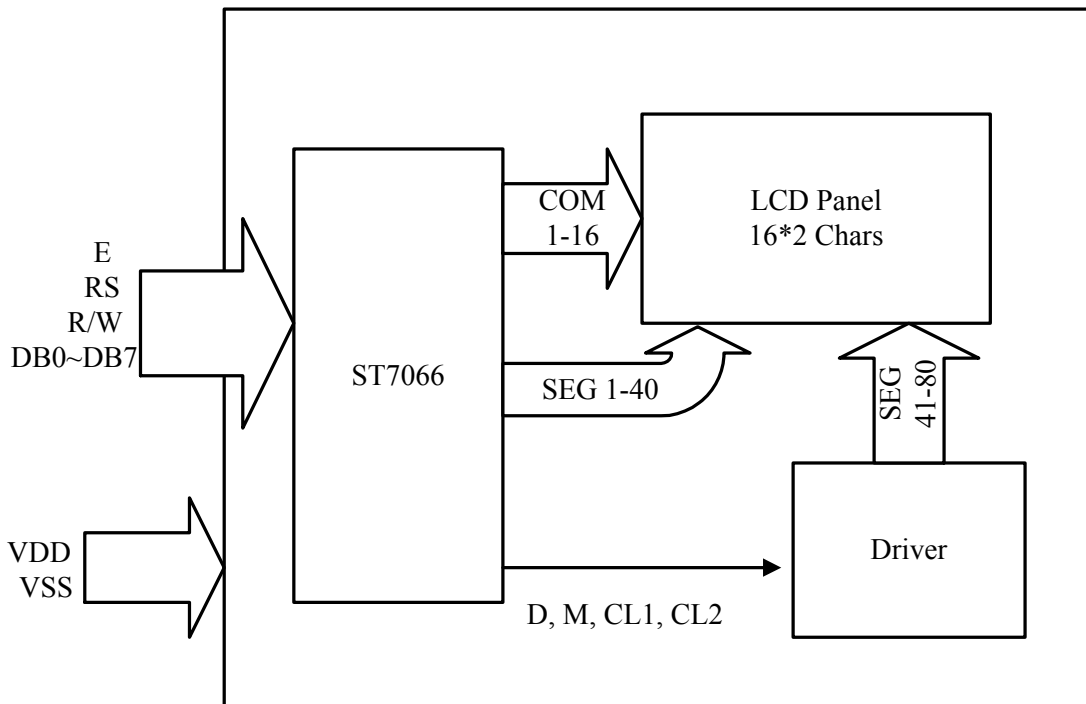 E
RS
R/W
DB0~DB7
VDD
VSS
ST7066
COM
1-16
SEG 1-40
D, M, CL1, CL2
LCD Panel
16*2 Chars
SEG
41-80
Driver